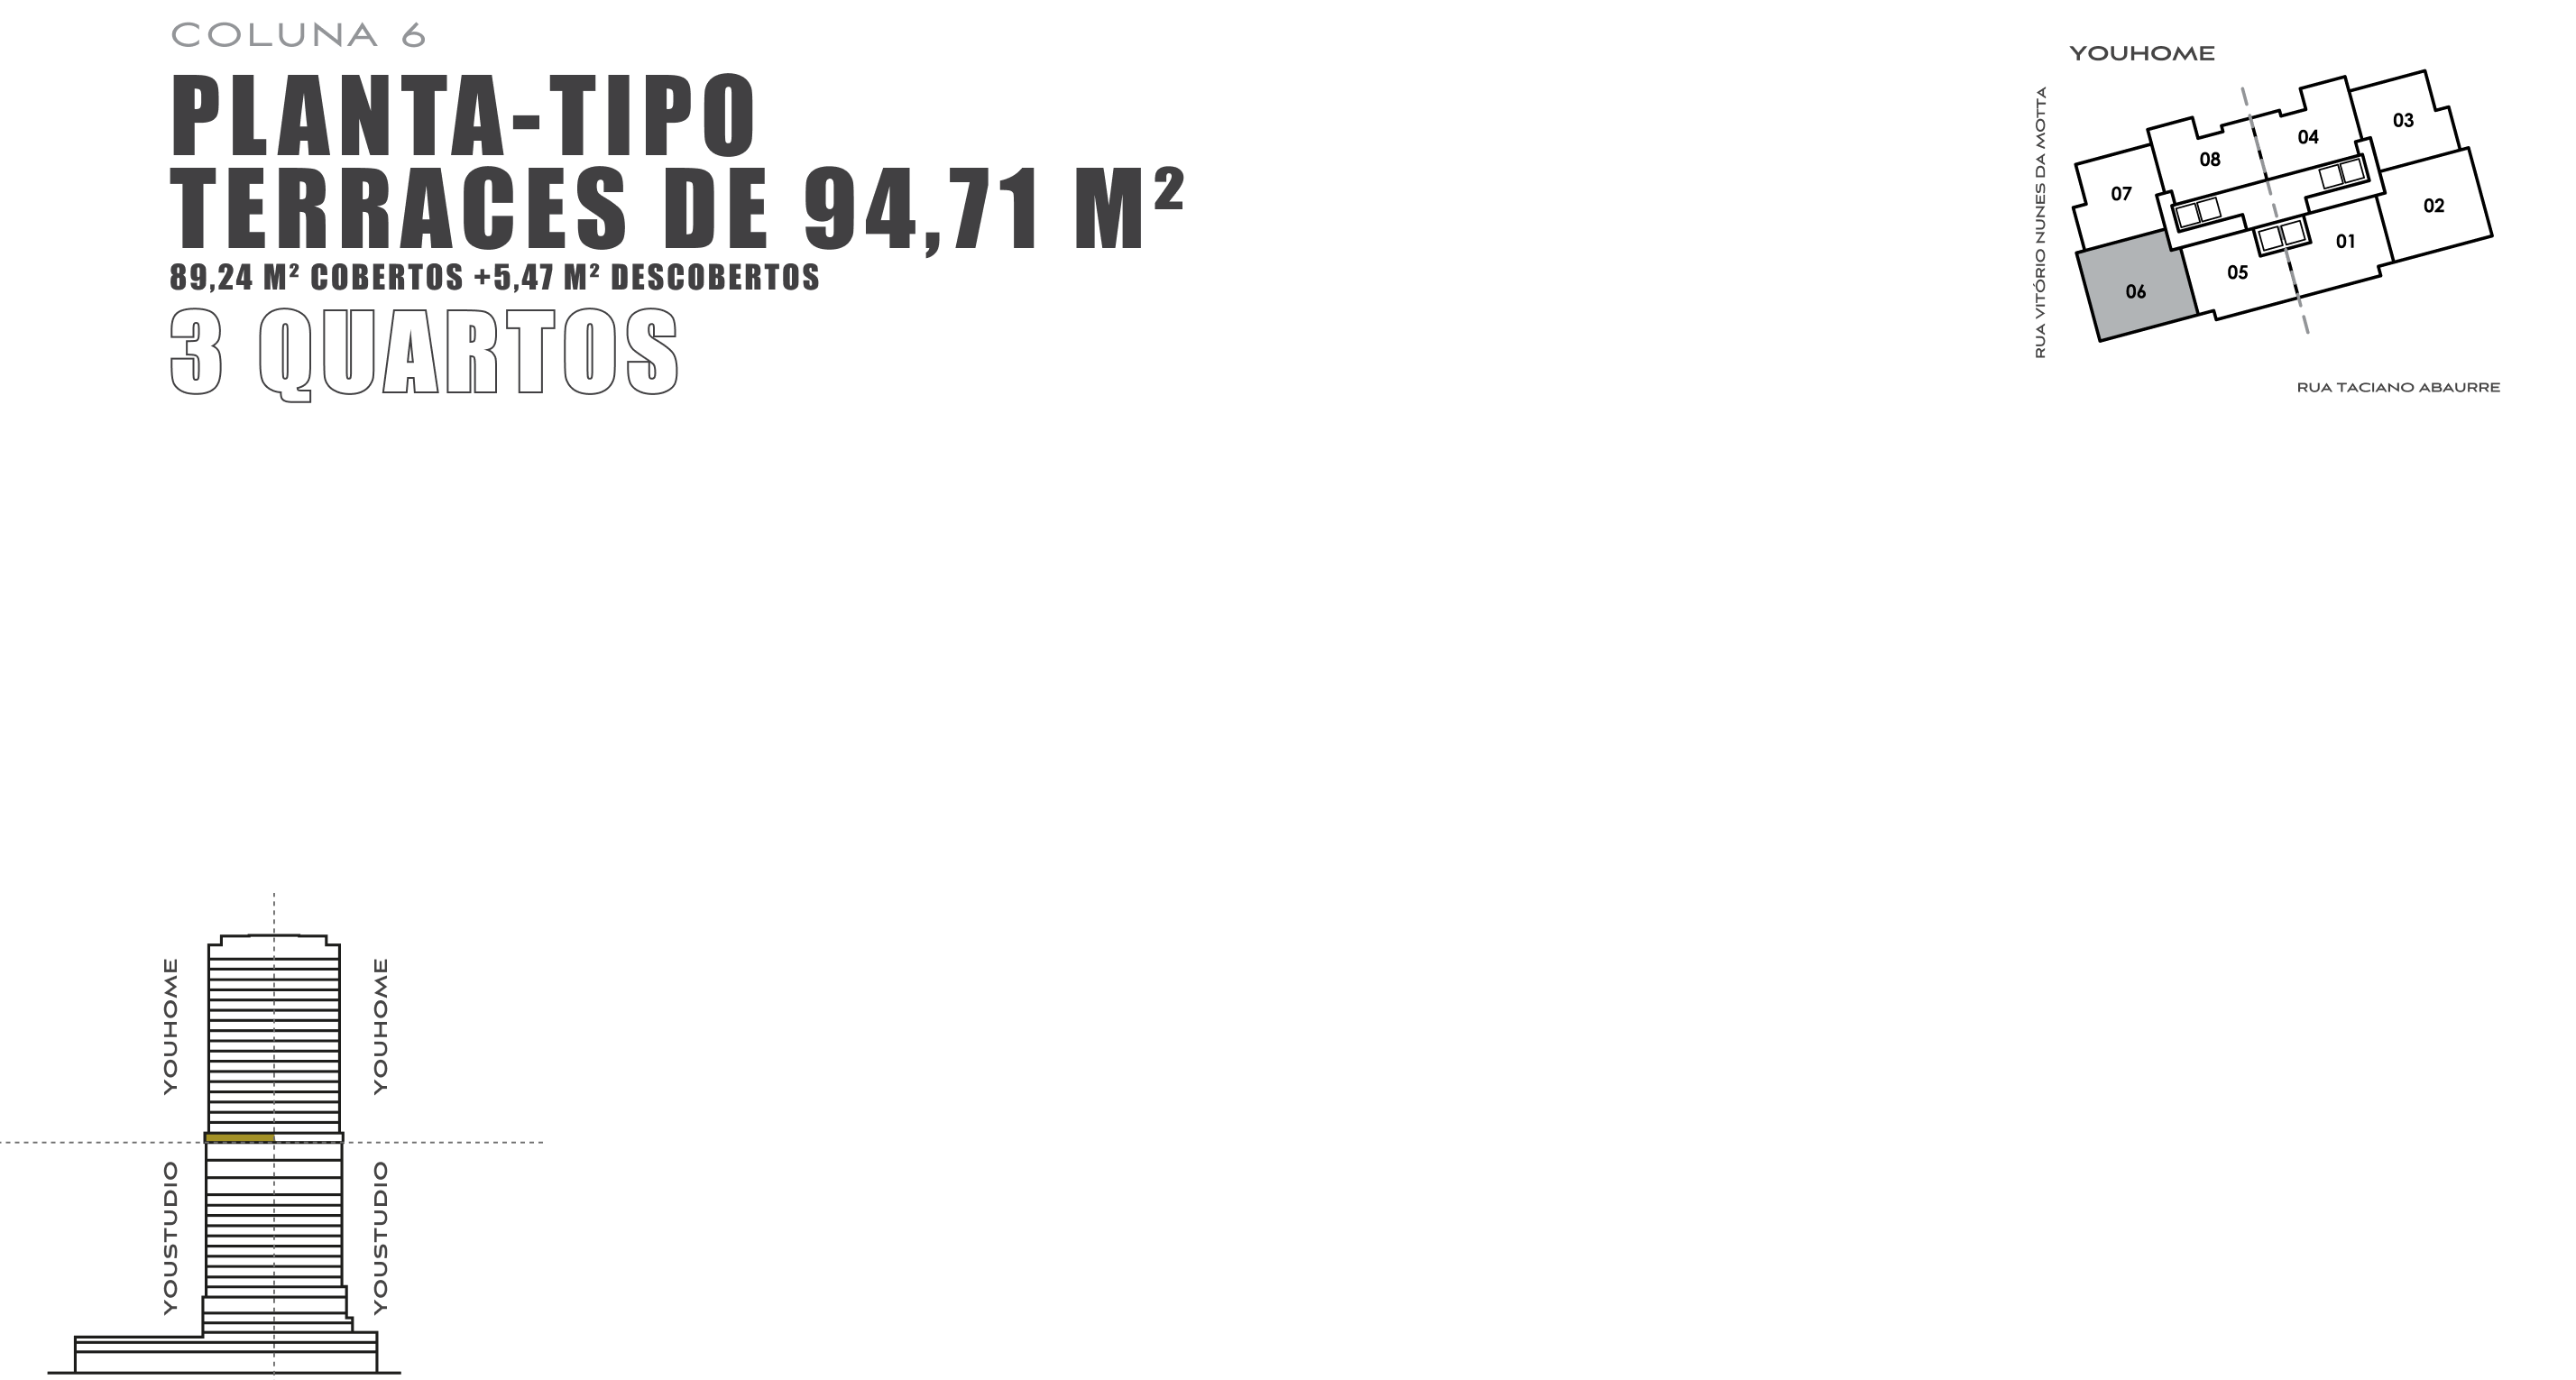 COLUNA 6
PLANTA-TIPO
TERRACES DE 94,71 M²
89,24 M² COBERTOS +5,47 M² DESCOBERTOS
3 QUARTOS
YOUHOME
RUA VITÓRIO NUNES DA MOTTA
03
04
08
07
02
01
05
06
RUA TACIANO ABAURRE
YOUHOME
YOUHOME
YOUSTUDIO
YOUSTUDIO